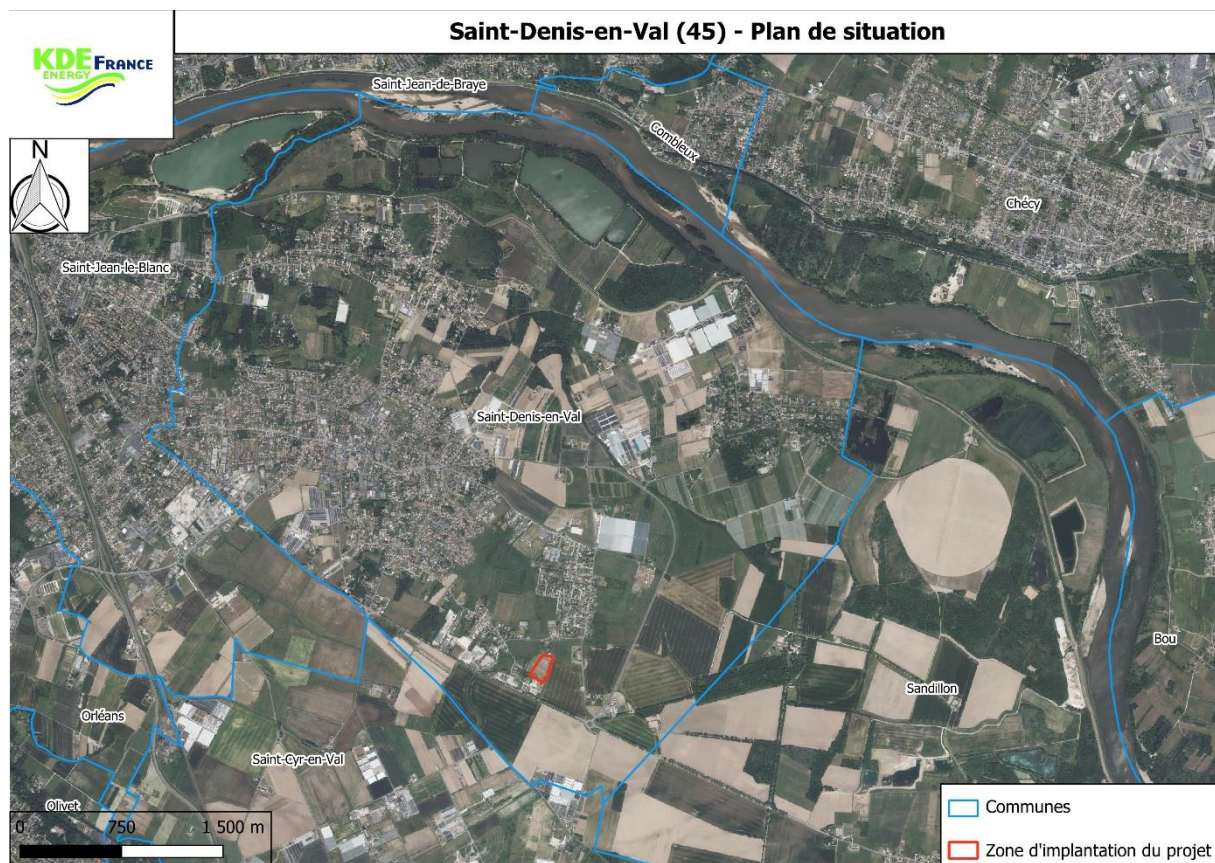 Saint-Denis-en-Val (45) - Plan de situation
KDE FRANCE
ENERGY
N
Saint-Jean-de-Braye
Combleux
Chécy
Saint-Jean-le-Blanc
Saint-Denis-en-Val
Bou
Sandillon
Orléans
Saint-Cyr-en-Val
Olivet
0 750 1 500 m
Communes
Zone d'implantation du projet